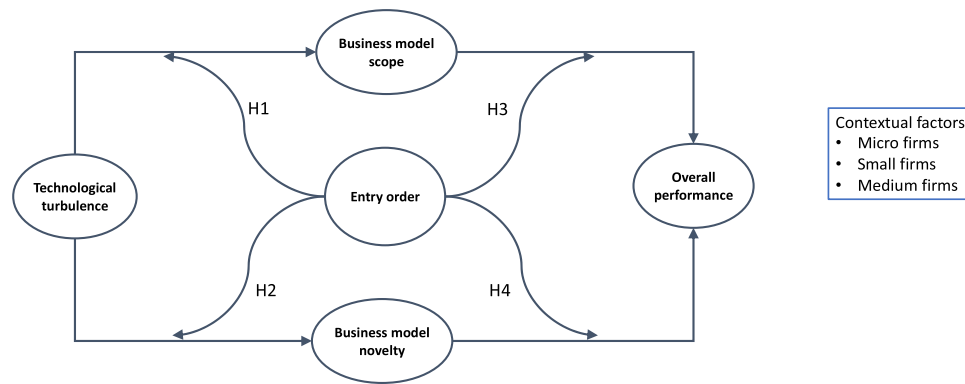 Business model
scope
H1
H3
Contextual factors
• Micro firms
• Small firms
• Medium firms
Technological
turbulence
Entry order
Overall
performance
H2
H4
Business model
novelty